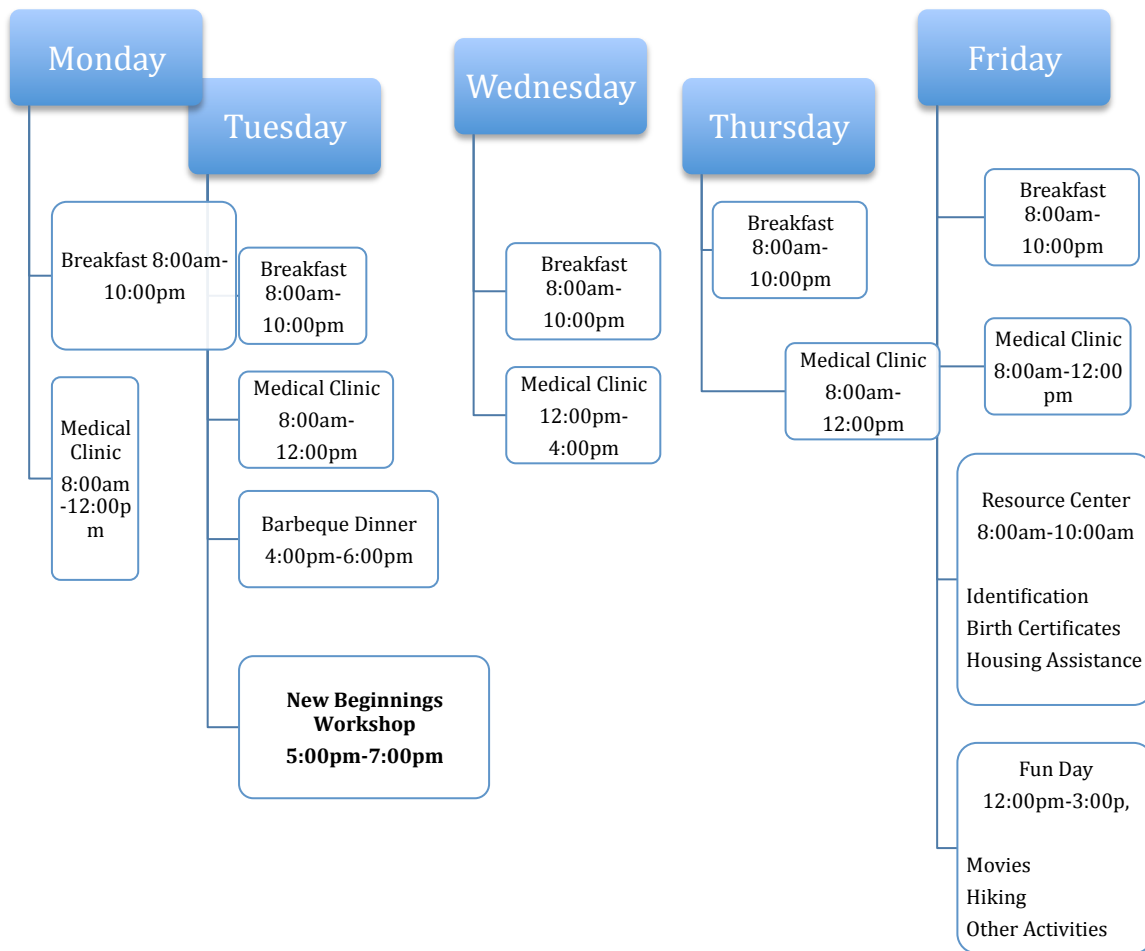 Monday
Breakfast 8:00am-
10:00pm
Medical
Clinic
8:00am
-12:00p
m
Tuesday
Breakfast
8:00am-
10:00pm
Medical Clinic
8:00am-
12:00pm
Barbeque Dinner
4:00pm-6:00pm
New Beginnings
Workshop
5:00pm-7:00pm
Wednesday
Breakfast
8:00am-
10:00pm
Medical Clinic
12:00pm-
4:00pm
Thursday
Breakfast
8:00am-
10:00pm
Medical Clinic
8:00am-
12:00pm
Friday
Breakfast
8:00am-
10:00pm
Medical Clinic
8:00am-12:00
pm
Resource Center
8:00am-10:00am
Identification
Birth Certificates
Housing Assistance
Fun Day
12:00pm-3:00p,
Movies
Hiking
Other Activities